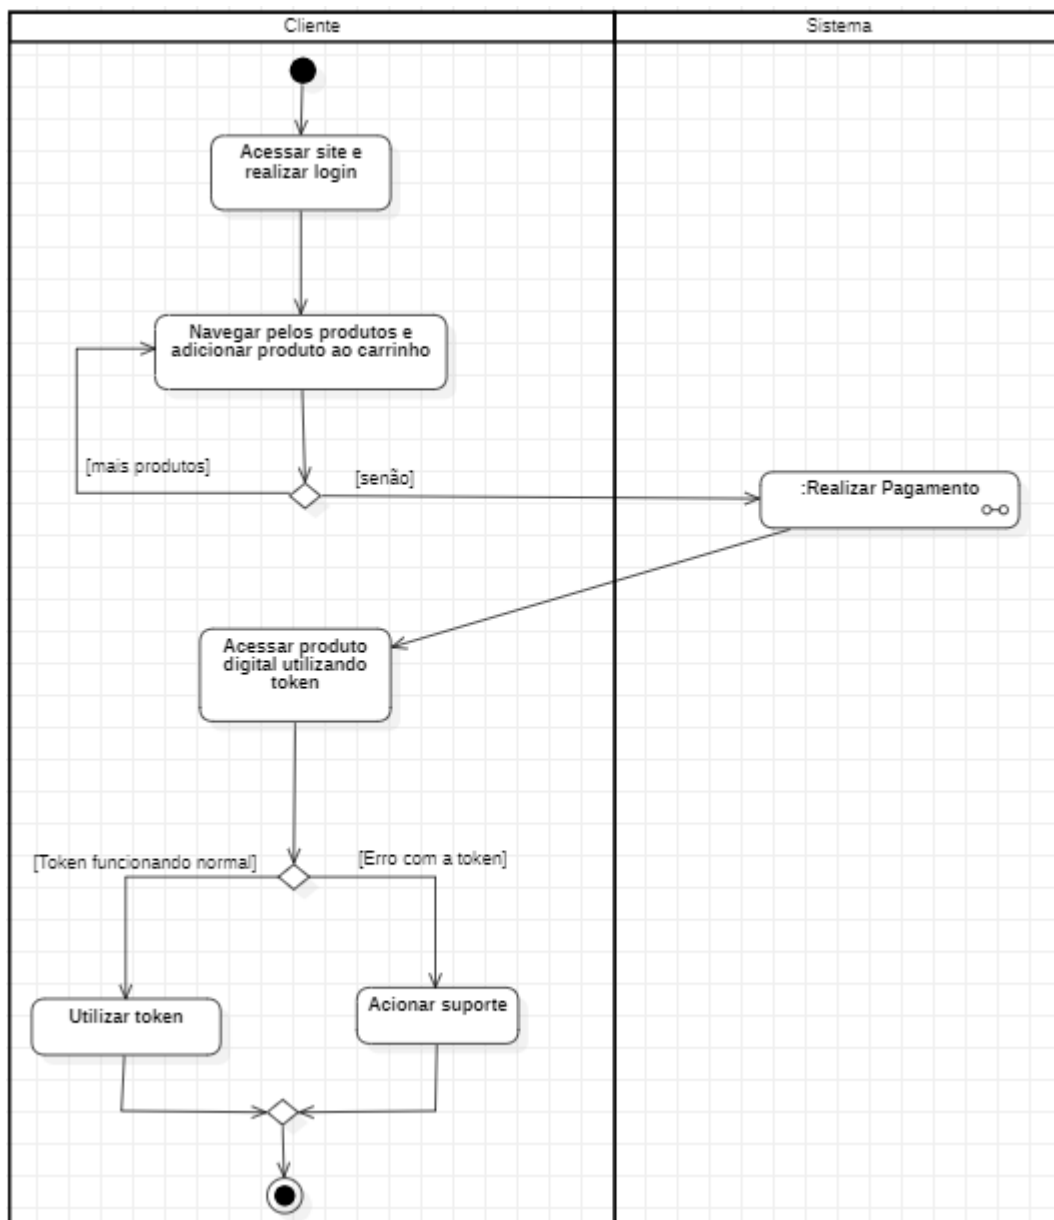 Cliente
Sistema
Acessar site e
realizar login
Navegar pelos produtos e
adicionar produto ao carrinho
[mais produtos]
[senão]
:Realizar Pagamento
Acessar produto
digital utilizando
token
[Token funcionando normal]
[Erro com a token]
Utilizar token
Acionar suporte